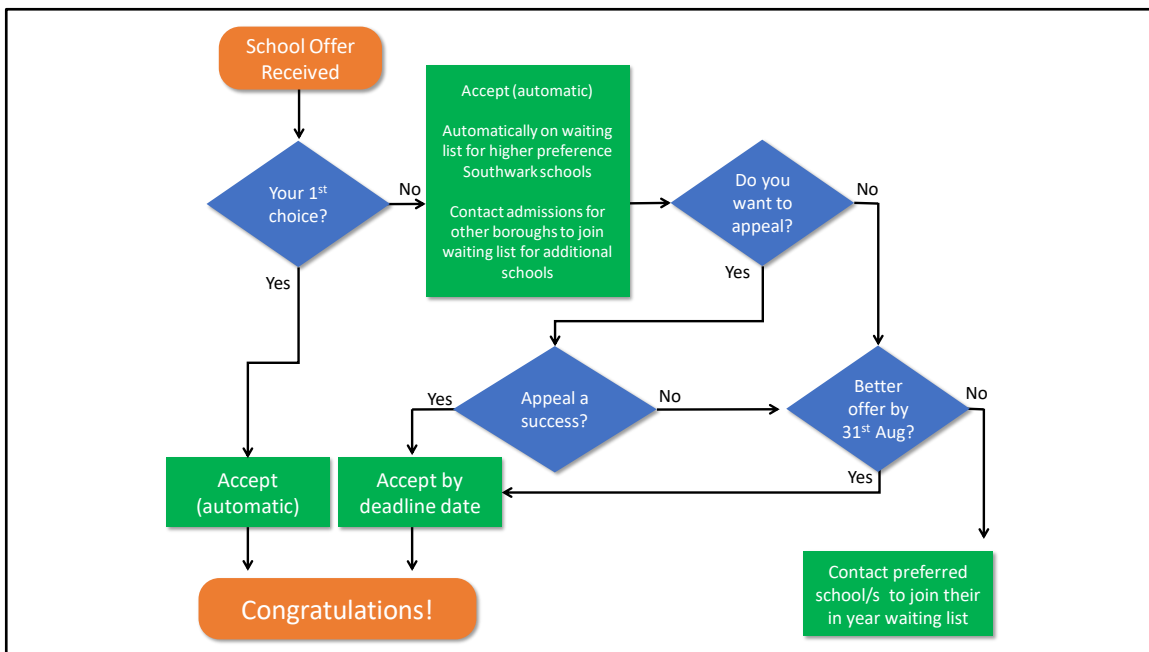 School Offer
Received
Your 1st
choice?
No
Yes
Accept (automatic)
Automatically on waiting
list for higher preference
Southwark schools
Contact admissions for
other boroughs to join
waiting list for additional
schools
Do you
want to
appeal?
No
Yes
Appeal a
success?
Yes
No
Better
offer by
31st Aug?
No
Yes
Accept
(automatic)
Accept by
deadline date
Congratulations!
Contact preferred
school/s to join their
in year waiting list